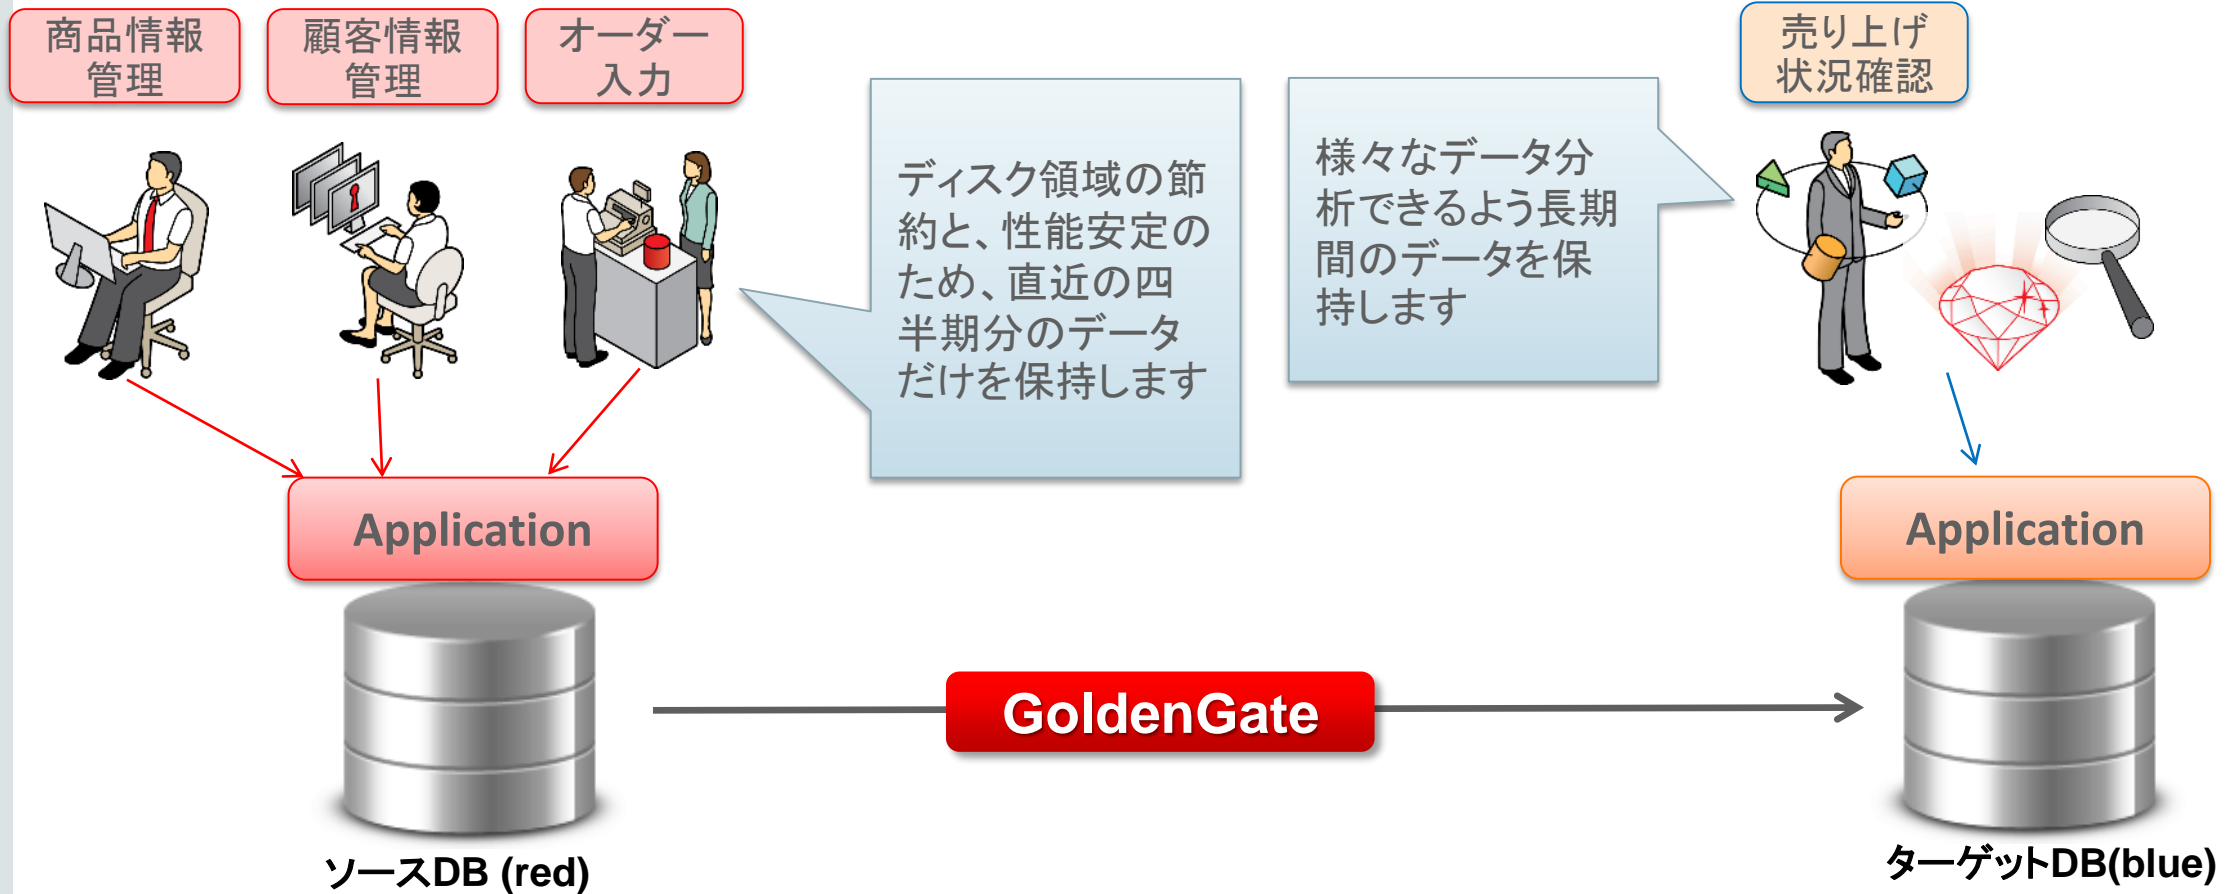 商品情報
管理
顧客情報
管理
オーダー
入力
ディスク領域の節
約と、性能安定の
ため、直近の四
半期分のデータ
だけを保持します
様々なデータ分
析できるよう長期
間のデータを保
持します
売り上げ
状況確認
Application
Application
GoldenGate
ソースDB (red)
ターゲットDB(blue)